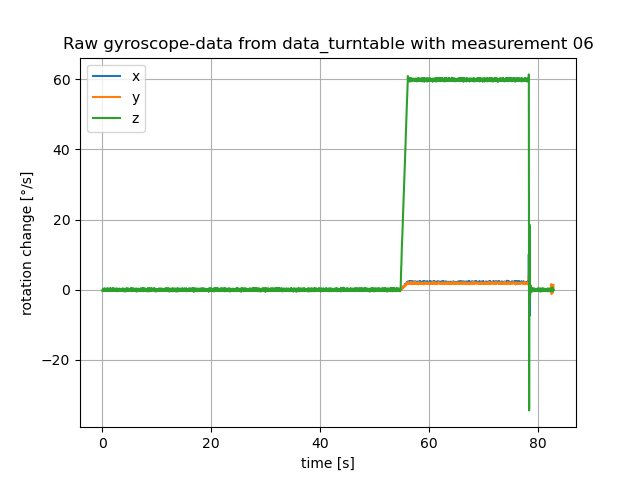 Raw gyroscope-data from data_turntable with measurement 06
x
y
z
60
40
20
0
−20
rotation change [°/s]
0 20 40 60 80
time [s]